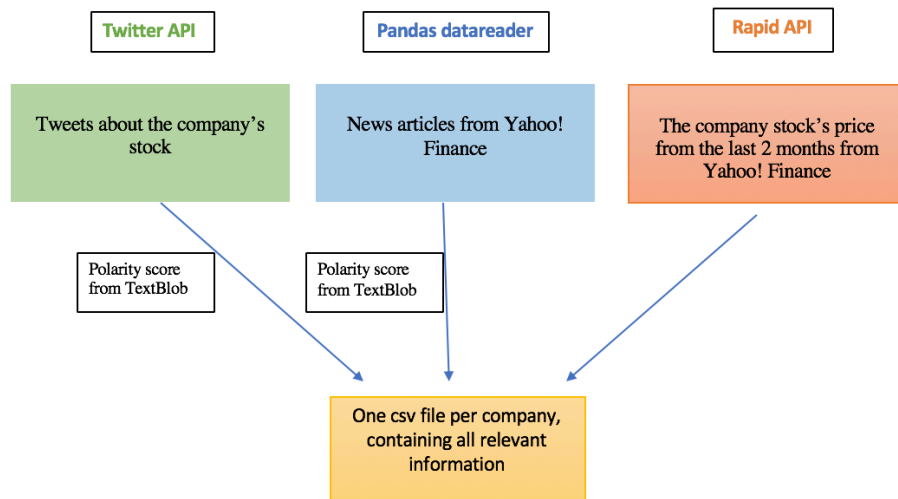 Twitter API
Pandas datareader
Rapid API
Tweets about the company's
stock
News articles from Yahoo!
Finance
The company stock's price
from the last 2 months from
Yahoo! Finance
Polarity score
from TextBlob
Polarity score
from TextBlob
One csv file per company,
containing all relevant
information